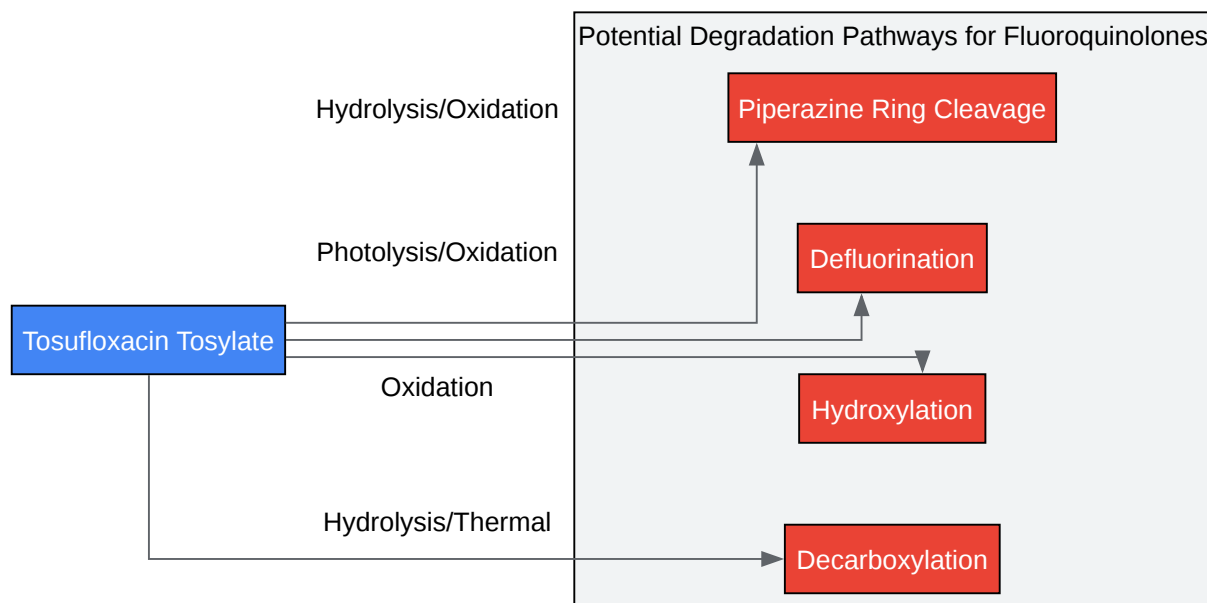 Potential Degradation Pathways for Fluoroquinolones
Hydrolysis/Oxidation
Piperazine Ring Cleavage
Photolysis/Oxidation
Defluorination
Tosufloxacin Tosylate
Oxidation
Hydroxylation
Hydrolysis/Thermal
Decarboxylation